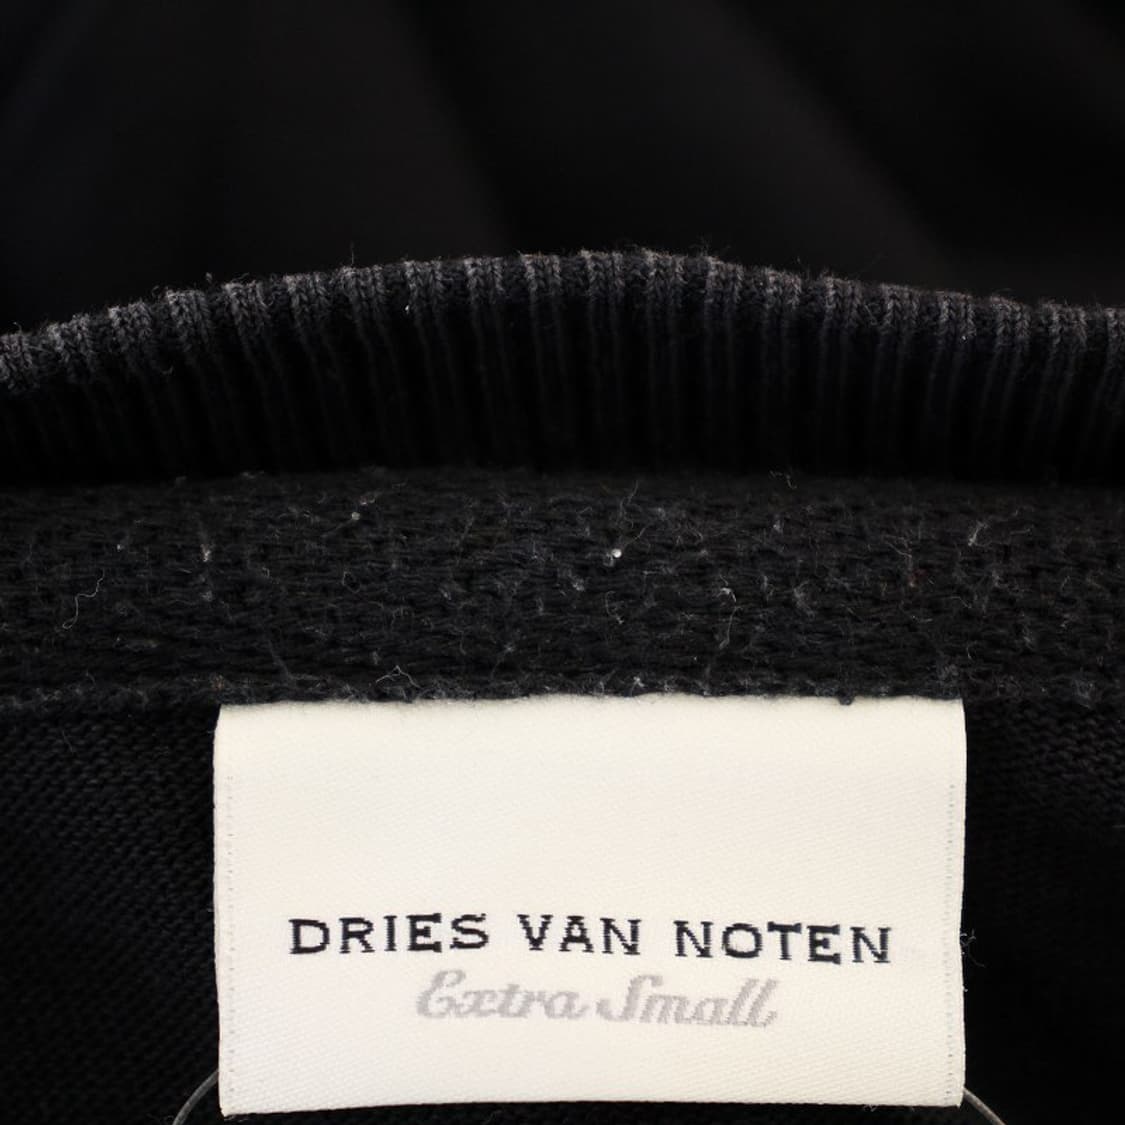 DRIES VAN NOTEN
Extra Small